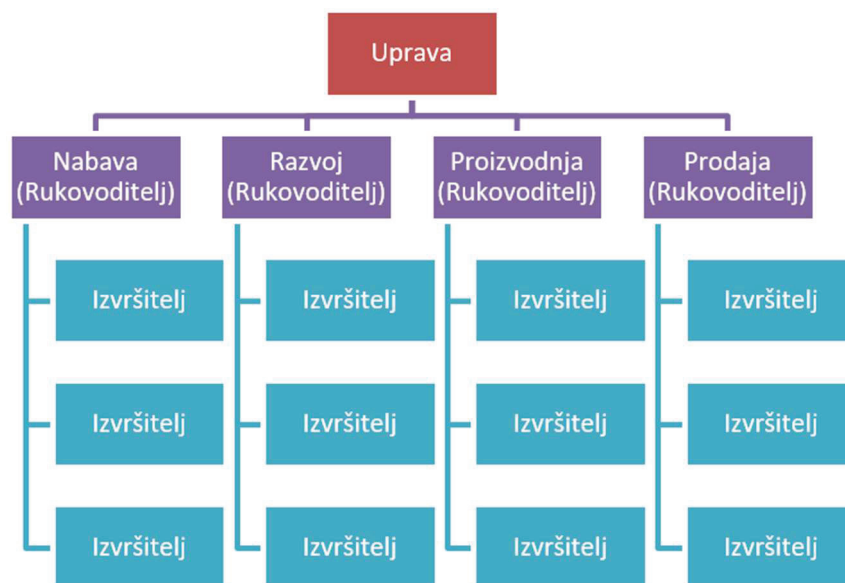 Uprava
Nabava
(Rukovoditelj)
Razvoj
(Rukovoditelj)
Proizvodnja
(Rukovoditelj)
Prodaja
(Rukovoditelj)
Izvršitelj
Izvršitelj
Izvršitelj
Izvršitelj
Izvršitelj
Izvršitelj
Izvršitelj
Izvršitelj
Izvršitelj
Izvršitelj
Izvršitelj
Izvršitelj